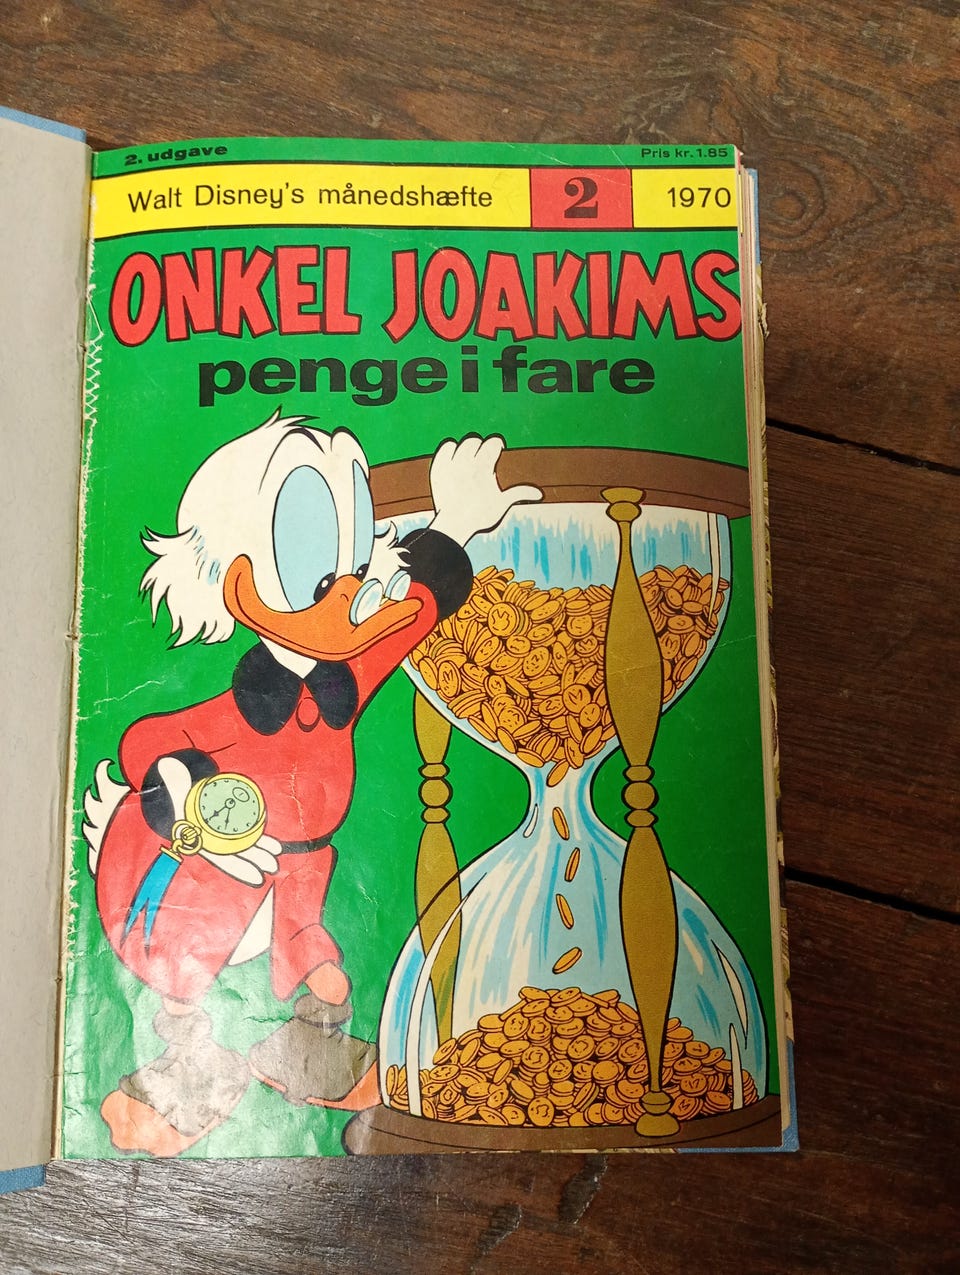 2. udgave
Pris kr. 1.85
Walt Disney's månedshæfte
2
1970
ONKEL JOAKIMS
penge i fare